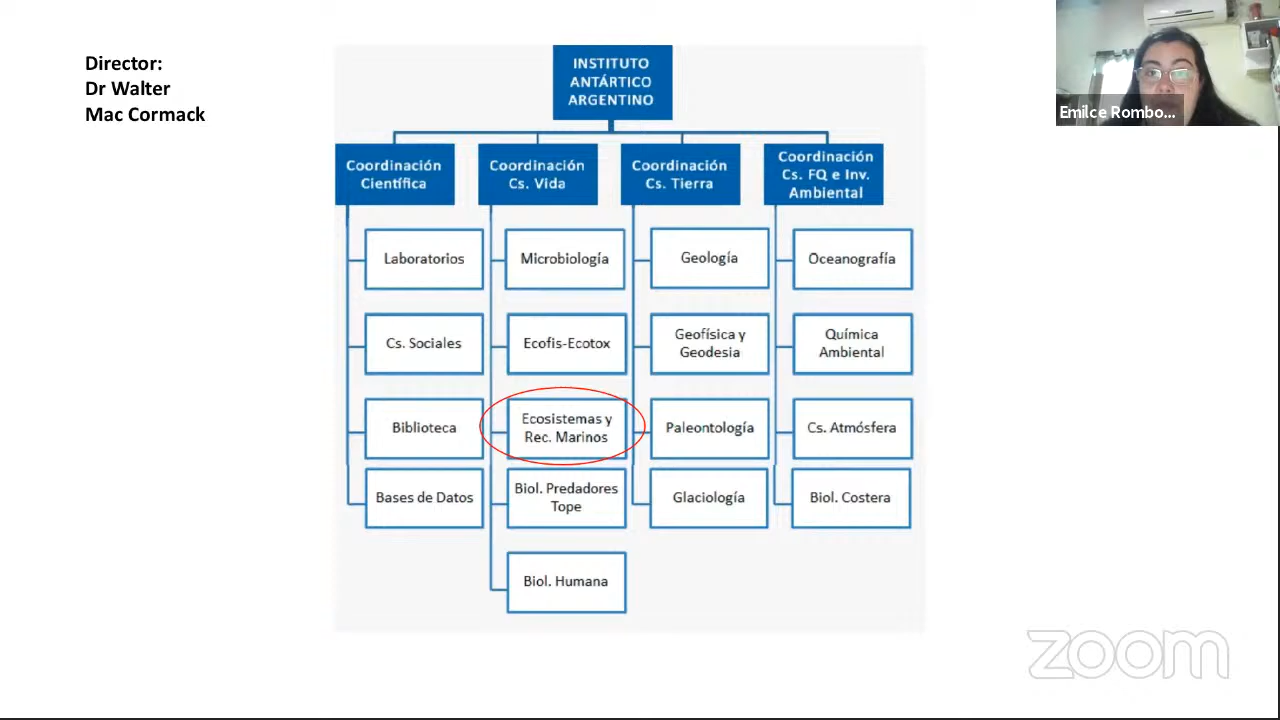 Director:
Dr Walter
Mac Cormack
INSTITUTO
ANTÁRTICO
ARGENTINO
Coordinación
Científica
Coordinación
Cs. Vida
Coordinación
Cs. Tierra
Coordinación
Cs. FQ e Inv.
Ambiental
Laboratorios
Microbiología
Geología
Oceanografía
Cs. Sociales
Ecofis-Ecotox
Geofísica y
Geodesia
Química
Ambiental
Biblioteca
Ecosistemas y
Rec. Marinos
Paleontología
Cs. Atmósfera
Bases de Datos
Biol. Predadores
Tope
Glaciología
Biol. Costera
Biol. Humana
Emilce Rombo...
zoom